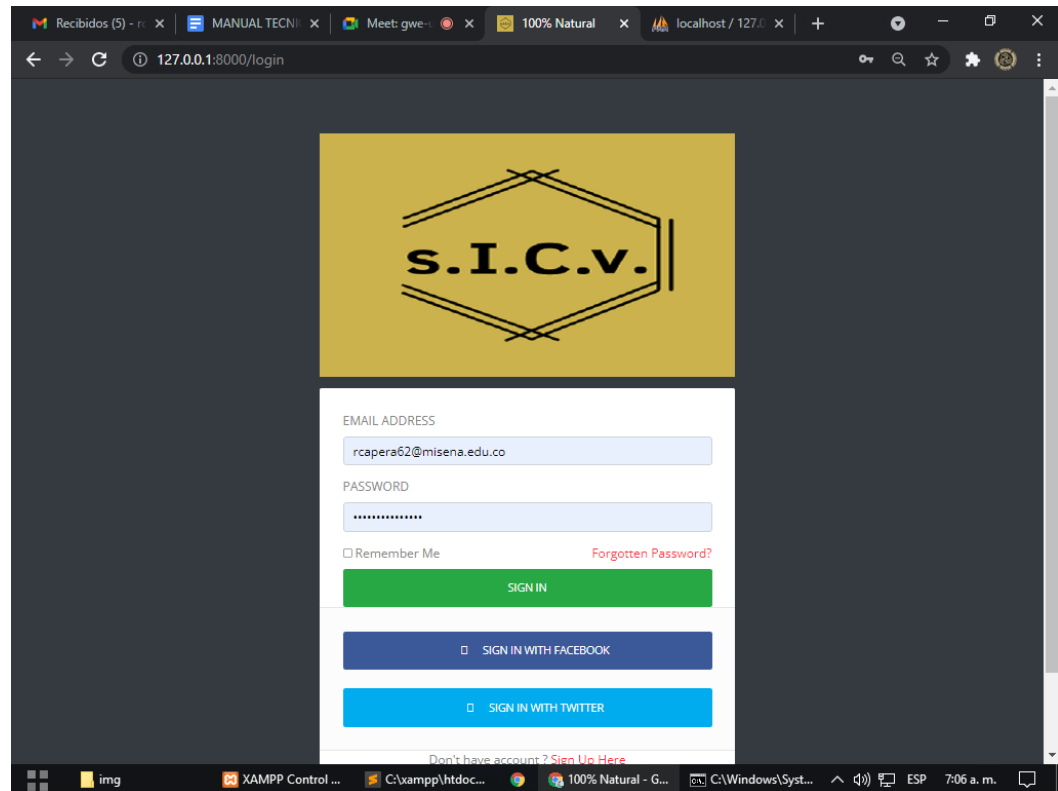 Recibidos (5) - rc
MANUAL TECNI
Meet: gwe-
100% Natural
localhost / 127.0
127.0.0.1:8000/login
s.I.C.v.
EMAIL ADDRESS
rcapera62@misena.edu.co
PASSWORD
•••••••••••••••
Remember Me
Forgotten Password?
SIGN IN
SIGN IN WITH FACEBOOK
SIGN IN WITH TWITTER
Don't have account ? Sign Up Here
img
XAMPP Control ...
C:\xampp\htdoc...
100% Natural - G...
C:\Windows\Syst...
ESP
7:06 a. m.